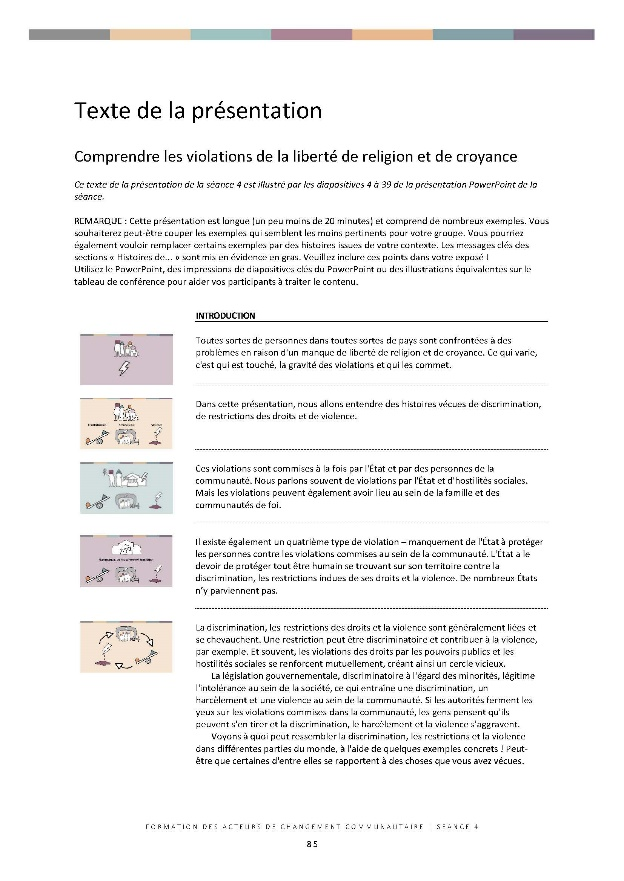 Texte de la présentation
Comprendre les violations de la liberté de religion et de croyance
Ce texte de la présentation de la séance 4 est illustré par les diapositives 4 à 39 de la présentation PowerPoint de la
séance.
REMARQUE : Cette présentation est longue (un peu moins de 20 minutes) et comprend de nombreux exemples. Vous
souhaiterez peut-être couper les exemples qui semblent les moins pertinents pour votre groupe. Vous pourriez
également vouloir remplacer certains exemples par des histoires issues de votre contexte. Les messages clés des
sections « Histoires de... » sont mis en évidence en gras. Veuillez inclure ces points dans votre exposé !
Utilisez le PowerPoint, des impressions de diapositives clés du PowerPoint ou des illustrations équivalentes sur le
tableau de conférence pour aider vos participants à traiter le contenu.
INTRODUCTION
Toutes sortes de personnes dans toutes sortes de pays sont confrontées à des
problèmes en raison d'un manque de liberté de religion et de croyance. Ce qui varie,
c'est qui est touché, la gravité des violations et qui les commet.
Dans cette présentation, nous allons entendre des histoires vécues de discrimination,
de restrictions des droits et de violence.
Ces violations sont commises à la fois par l'État et par des personnes de la
communauté. Nous parlons souvent de violations par l'État et d'hostilités sociales.
Mais les violations peuvent également avoir lieu au sein de la famille et des
communautés de foi.
Il existe également un quatrième type de violation – manquement de l'État à protéger
les personnes contre les violations commises au sein de la communauté. L'État a le
devoir de protéger tout être humain se trouvant sur son territoire contre la
discrimination, les restrictions indues de ses droits et la violence. De nombreux États
n'y parviennent pas.
La discrimination, les restrictions des droits et la violence sont généralement liées et
se chevauchent. Une restriction peut être discriminatoire et contribuer à la violence,
par exemple. Et souvent, les violations des droits par les pouvoirs publics et les
hostilités sociales se renforcent mutuellement, créant ainsi un cercle vicieux.
La législation gouvernementale, discriminatoire à l'égard des minorités, légitime
l'intolérance au sein de la société, ce qui entraîne une discrimination, un
harcèlement et une violence au sein de la communauté. Si les autorités ferment les
yeux sur les violations commises dans la communauté, les gens pensent qu'ils
peuvent s'en tirer et la discrimination, le harcèlement et la violence s'aggravent.
Voyons à quoi peut ressembler la discrimination, les restrictions et la violence
dans différentes parties du monde, à l'aide de quelques exemples concrets ! Peut-
être que certaines d'entre elles se rapportent à des choses que vous avez vécues.
FORMATION DES ACTEURS DE CHANGEMENT COMMUNAUTAIRE | SÉANCE 4
85